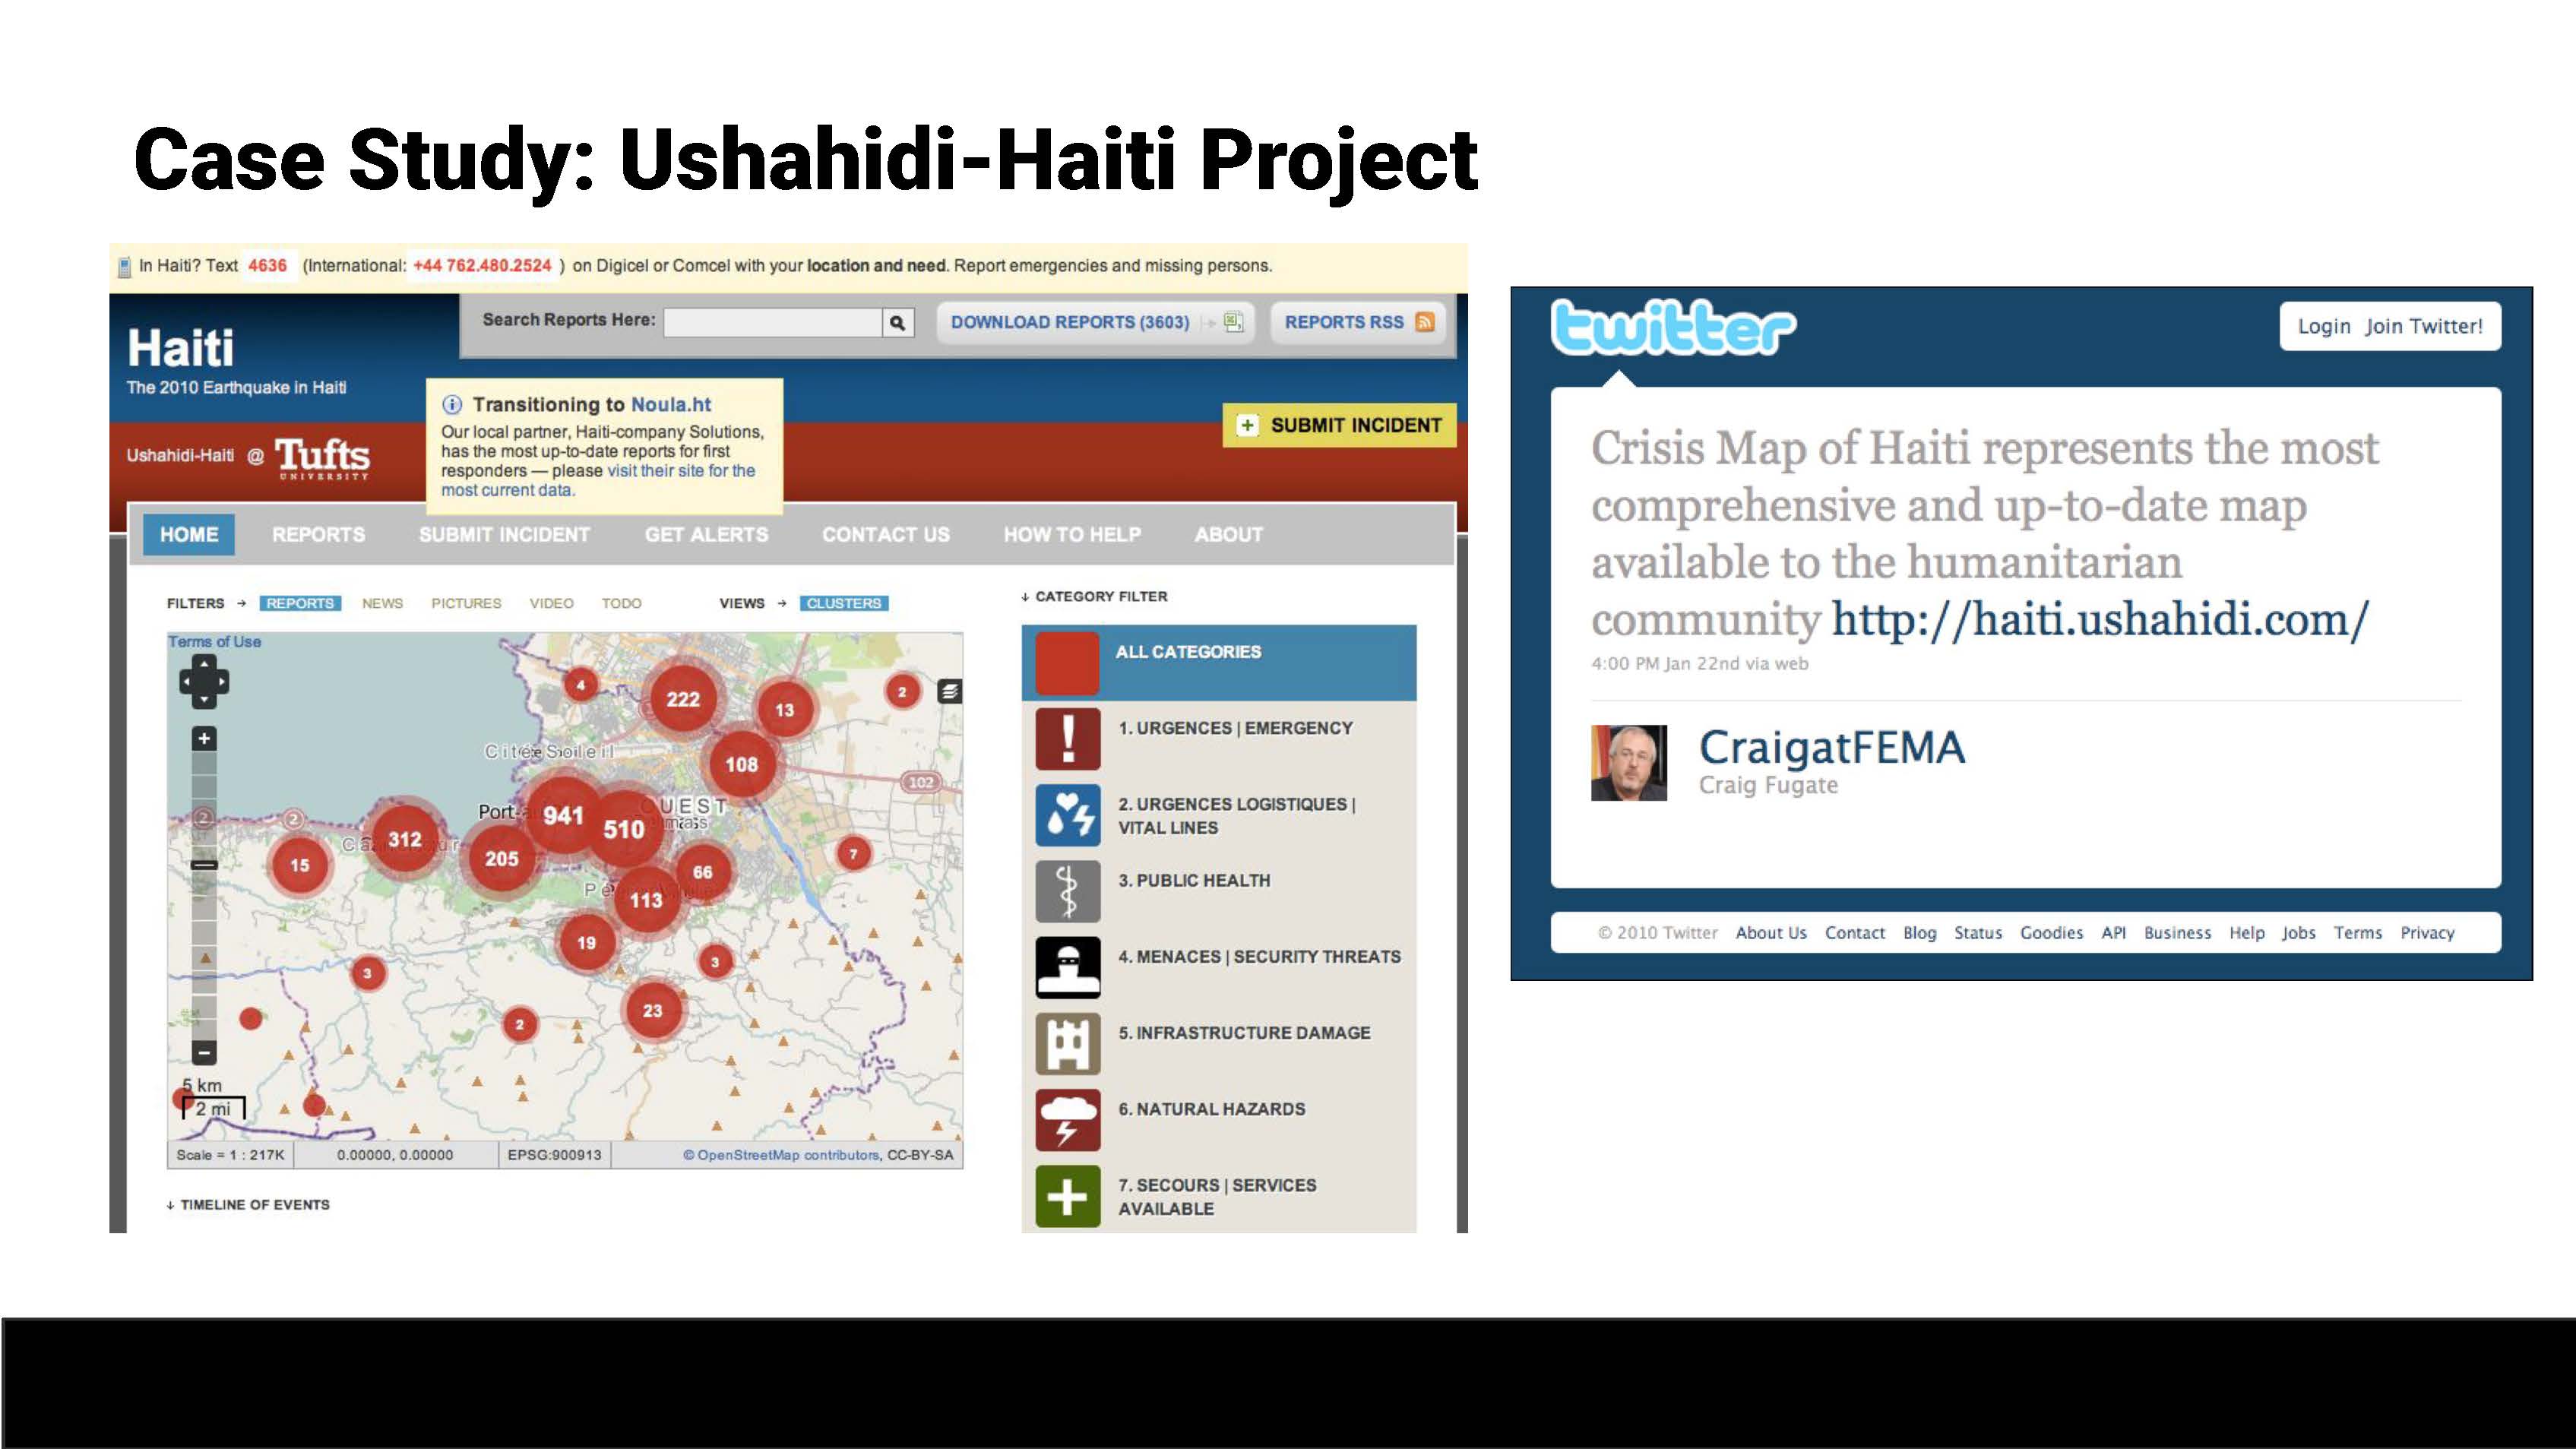 Case Study: Ushahidi-Haiti Project
In Haiti? Text 4636 (International: +44 762.480.2524 ) on Digicel or Comcel with your location and need. Report emergencies and missing persons.
Haiti
The 2010 Earthquake in Haiti
Search Reports Here:
DOWNLOAD REPORTS (3603)
REPORTS RSS
Transitioning to Noula.ht
Our local partner, Haiti-company Solutions,
has the most up-to-date reports for first
responders — please visit their site for the
most current data.
SUBMIT INCIDENT
Ushahidi-Haiti @ Tufts
UNIVERSITY
HOME REPORTS SUBMIT INCIDENT GET ALERTS CONTACT US HOW TO HELP ABOUT
FILTERS → REPORTS NEWS PICTURES VIDEO TODO VIEWS → CLUSTERS
Terms of Use
4
222
13
2
Cité Soleil
108
102
Port-
941
OUEST
510
2
2
312
205
15
7
66
113
19
3
3
23
2
5 km
2 mi
Scale = 1 : 217K 0.00000, 0.00000 EPSG:900913 © OpenStreetMap contributors, CC-BY-SA
↓ TIMELINE OF EVENTS
↓ CATEGORY FILTER
ALL CATEGORIES
1. URGENCES | EMERGENCY
2. URGENCES LOGISTIQUES |
VITAL LINES
3. PUBLIC HEALTH
4. MENACES | SECURITY THREATS
5. INFRASTRUCTURE DAMAGE
6. NATURAL HAZARDS
7. SECOURS | SERVICES
AVAILABLE
twitter
Login Join Twitter!
Crisis Map of Haiti represents the most
comprehensive and up-to-date map
available to the humanitarian
community http://haiti.ushahidi.com/
4:00 PM Jan 22nd via web
CraigatFEMA
Craig Fugate
© 2010 Twitter About Us Contact Blog Status Goodies API Business Help Jobs Terms Privacy